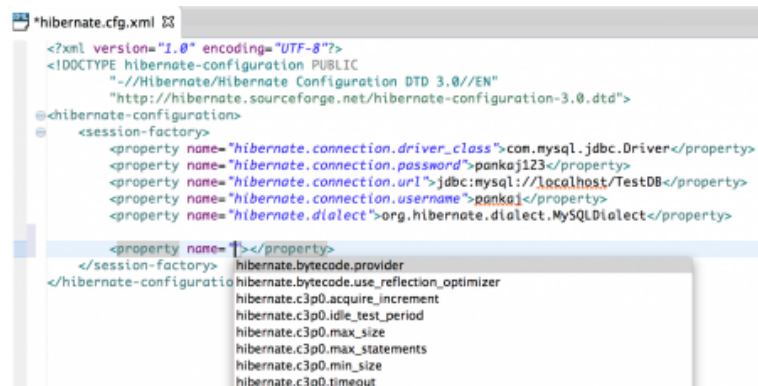 *hibernate.cfg.xml
<?xml version="1.0" encoding="UTF-8"?>
<!DOCTYPE hibernate-configuration PUBLIC
"-//Hibernate/Hibernate Configuration DTD 3.0//EN"
"http://hibernate.sourceforge.net/hibernate-configuration-3.0.dtd">
<hibernate-configuration>
<session-factory>
<property name="hibernate.connection.driver_class">com.mysql.jdbc.Driver</property>
<property name="hibernate.connection.password">pankaj123</property>
<property name="hibernate.connection.url">jdbc:mysql://localhost/TestDB</property>
<property name="hibernate.connection.username">pankaj</property>
<property name="hibernate.dialect">org.hibernate.dialect.MySQLDialect</property>
<property name=""></property>
</session-factory>
</hibernate-configuratio
hibernate.bytecode.provider
hibernate.bytecode.use_reflection_optimizer
hibernate.c3p0.acquire_increment
hibernate.c3p0.idle_test_period
hibernate.c3p0.max_size
hibernate.c3p0.max_statements
hibernate.c3p0.min_size
hibernate.c3p0.timeout